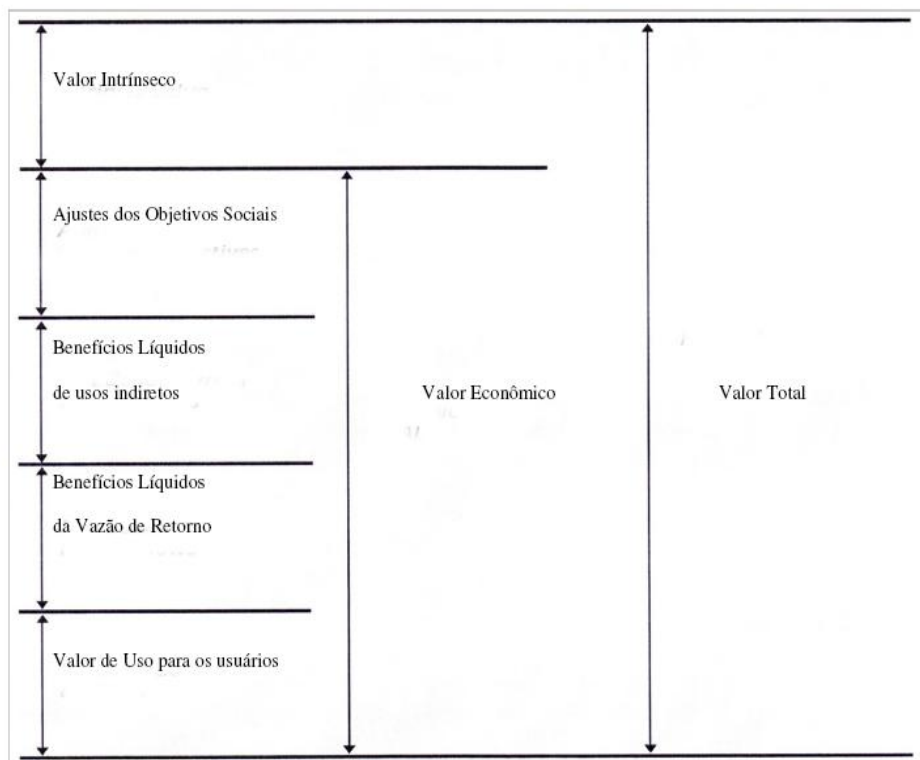 Valor Intrínseco
Ajustes dos Objetivos Sociais
Benefícios Líquidos
de usos indiretos
Valor Econômico
Valor Total
Benefícios Líquidos
da Vazão de Retorno
Valor de Uso para os usuários